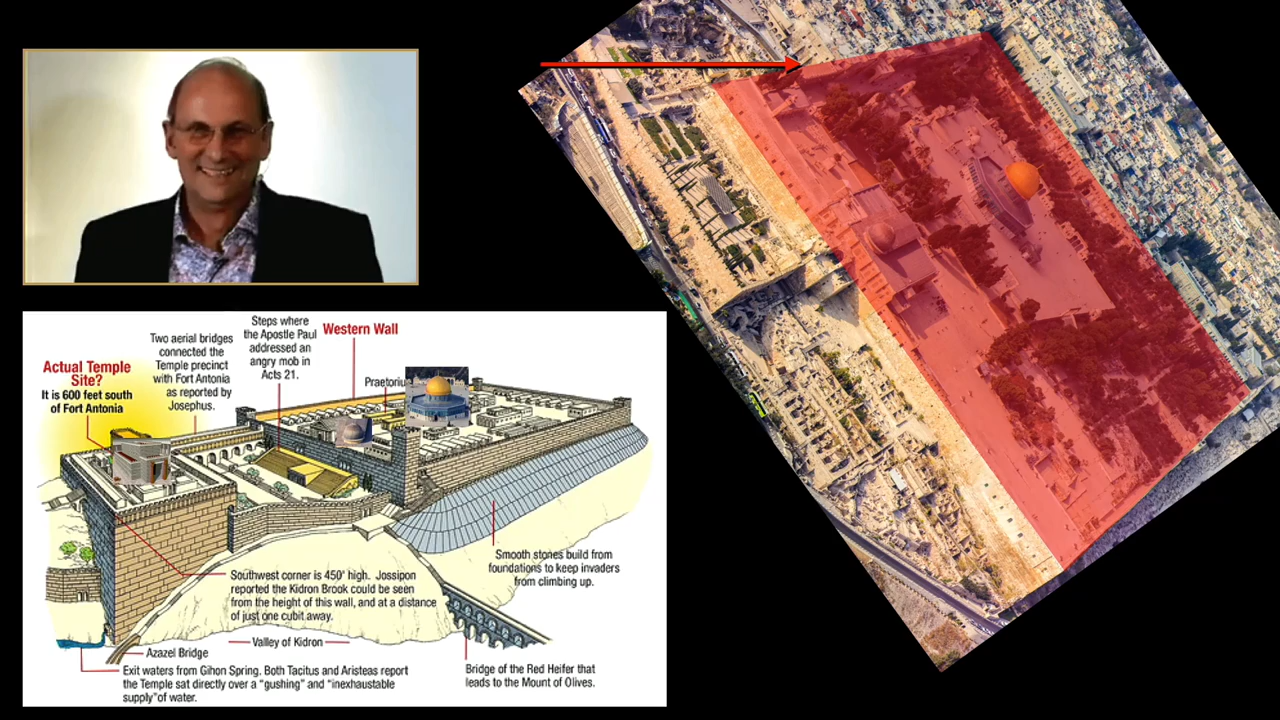 Steps where
the Apostle Paul
addressed an
angry mob in
Acts 21.
Western Wall
Two aerial bridges
connected the
Temple precinct
with Fort Antonia
as reported by
Josephus.
Actual Temple
Site?
It is 600 feet south
of Fort Antonia
Praetoriu
Smooth stones build from
foundations to keep invaders
from climbing up.
Southwest corner is 450' high. Jossipon
reported the Kidron Brook could be seen
from the height of this wall, and at a distance
of just one cubit away.
Valley of Kidron
Azazel Bridge
Exit waters from Gihon Spring. Both Tacitus and Aristeas report
the Temple sat directly over a “gushing” and “inexhaustable
supply”of water.
Bridge of the Red Heifer that
leads to the Mount of Olives.